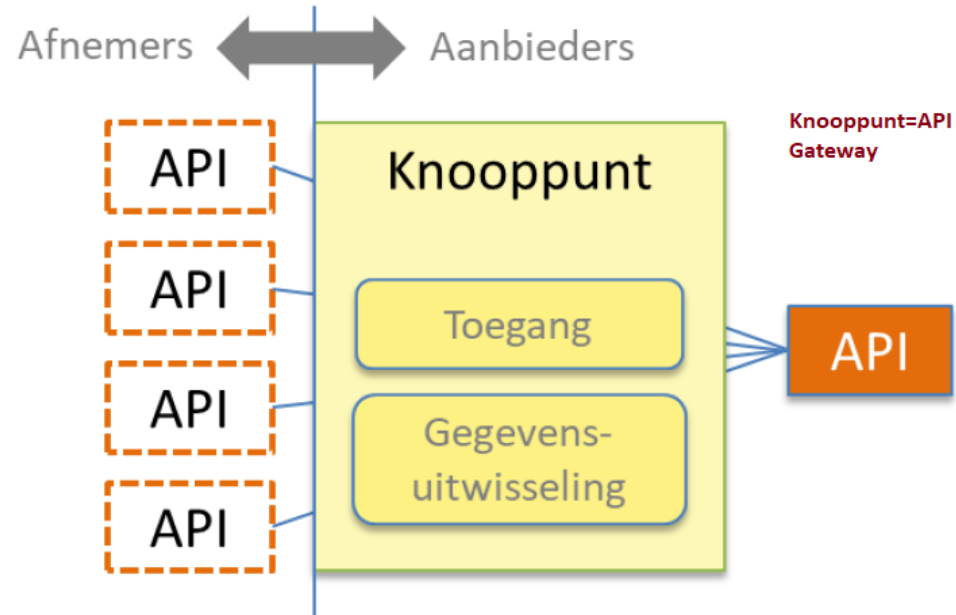 Afnemers
Aanbieders
Knooppunt=API
Gateway
API
API
API
API
Knooppunt
Toegang
Gegevens-
uitwisseling
API